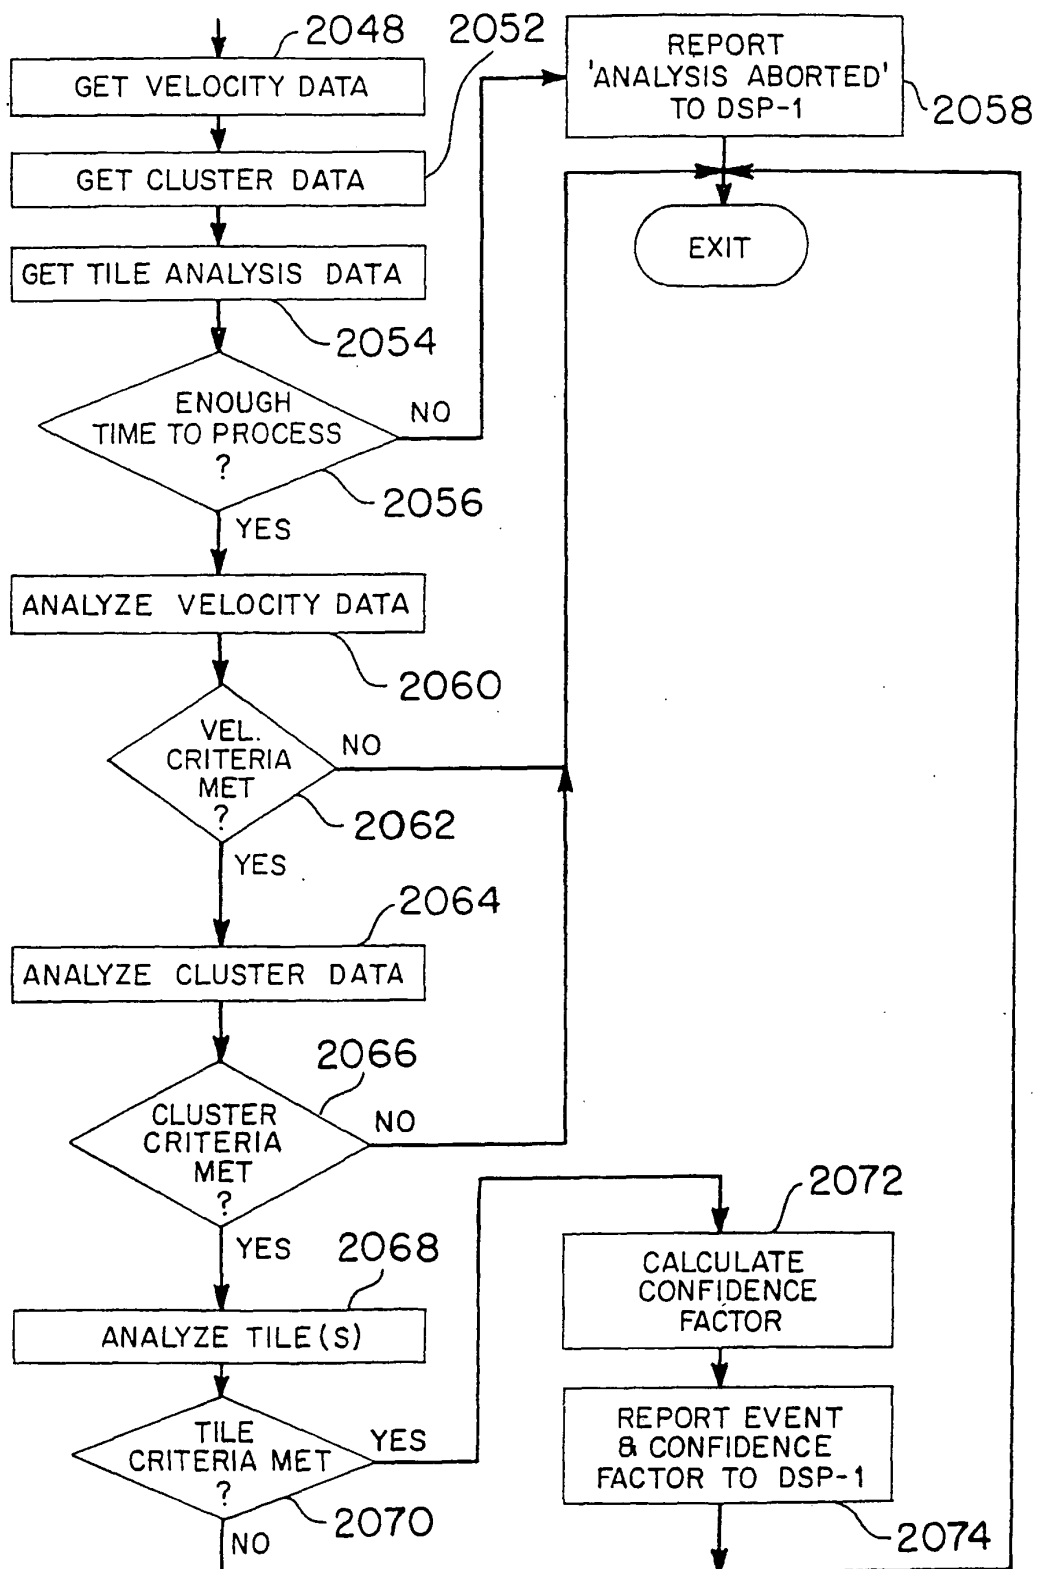 2048
GET VELOCITY DATA
2052
GET CLUSTER DATA
GET TILE ANALYSIS DATA
2054
ENOUGH
TIME TO PROCESS
?
NO
2056
YES
REPORT
'ANALYSIS ABORTED'
TO DSP-1
2058
EXIT
ANALYZE VELOCITY DATA
2060
VEL.
CRITERIA
MET
?
NO
2062
YES
2064
ANALYZE CLUSTER DATA
2066
CLUSTER
CRITERIA
MET
?
NO
YES
2068
ANALYZE TILE(S)
TILE
CRITERIA MET
?
YES
2070
NO
2072
CALCULATE
CONFIDENCE
FACTOR
REPORT EVENT
& CONFIDENCE
FACTOR TO DSP-1
2074